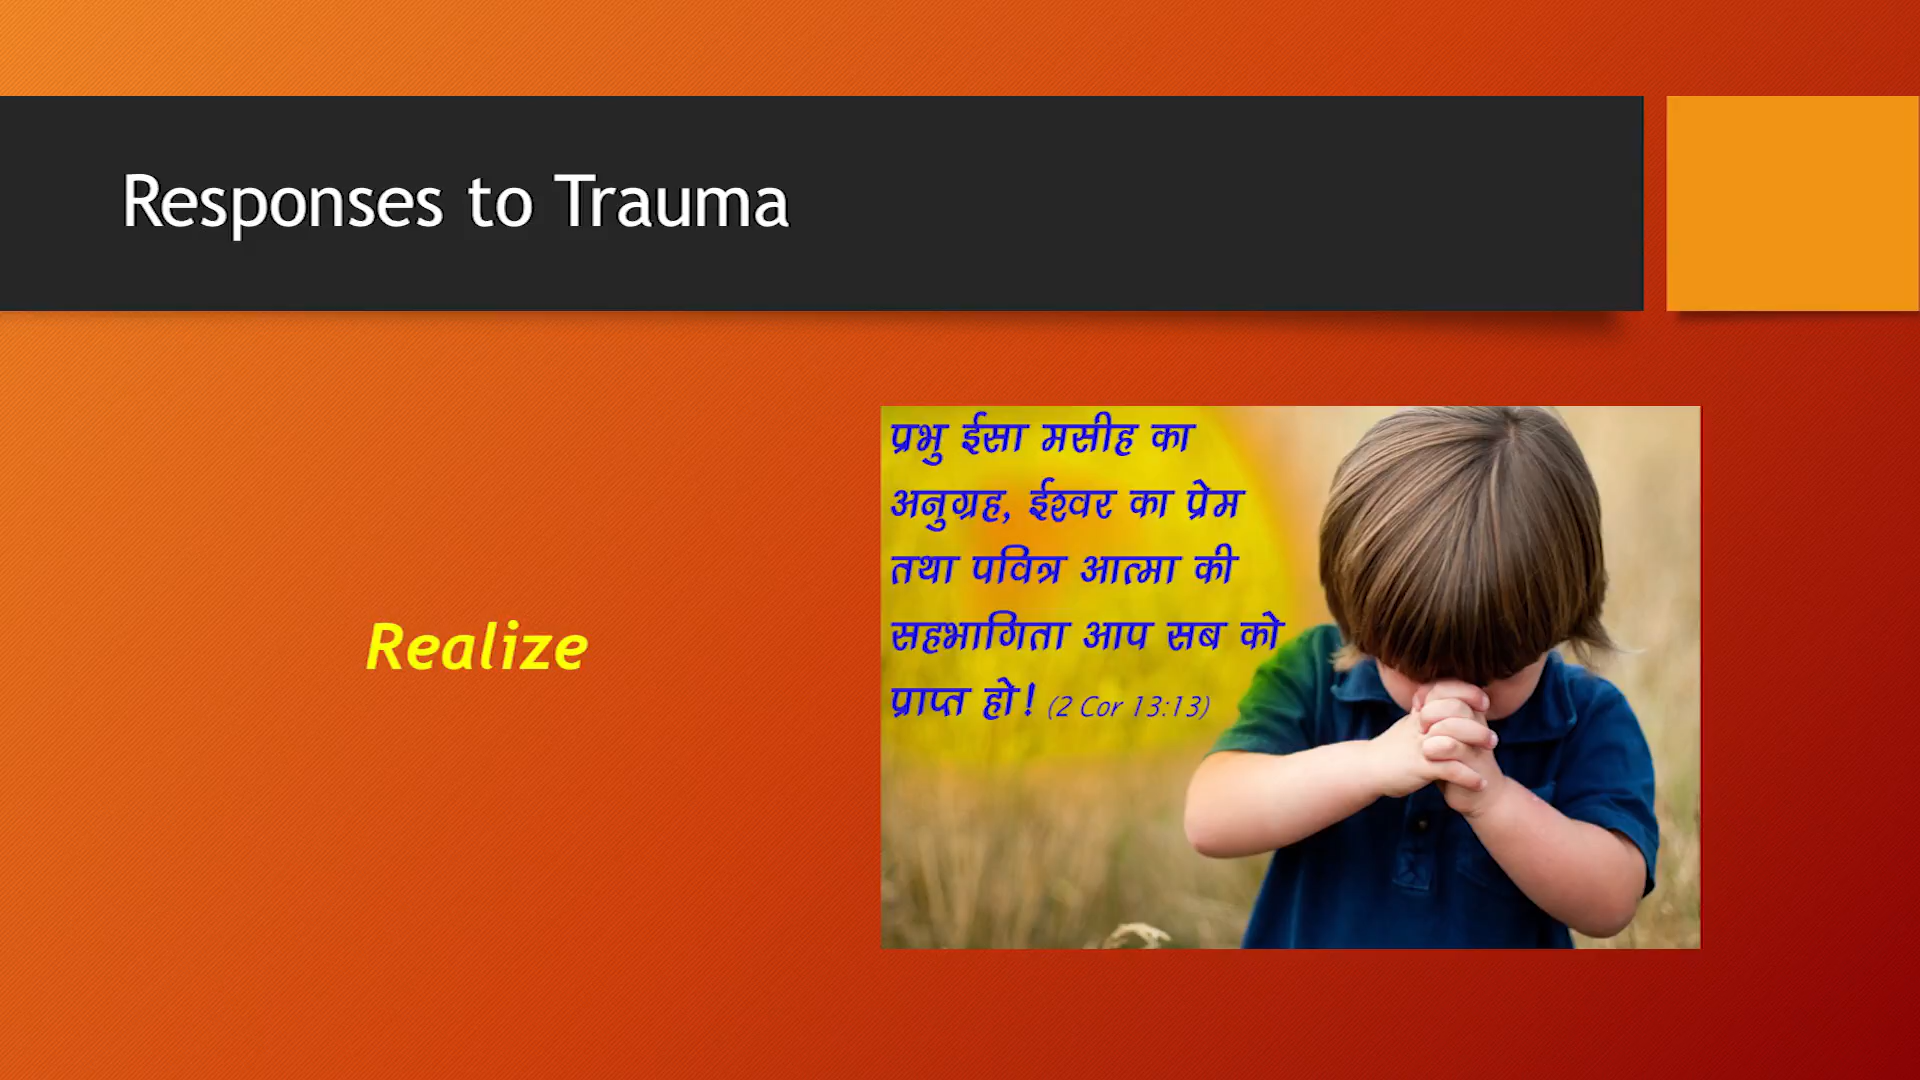 Responses to Trauma
Realize
प्रभु ईसा मसीह का
अनुग्रह, ईश्वर का प्रेम
तथा पवित्र आत्मा की
सहभागिता आप सब को
प्राप्त हो! (2 Cor 13:13)